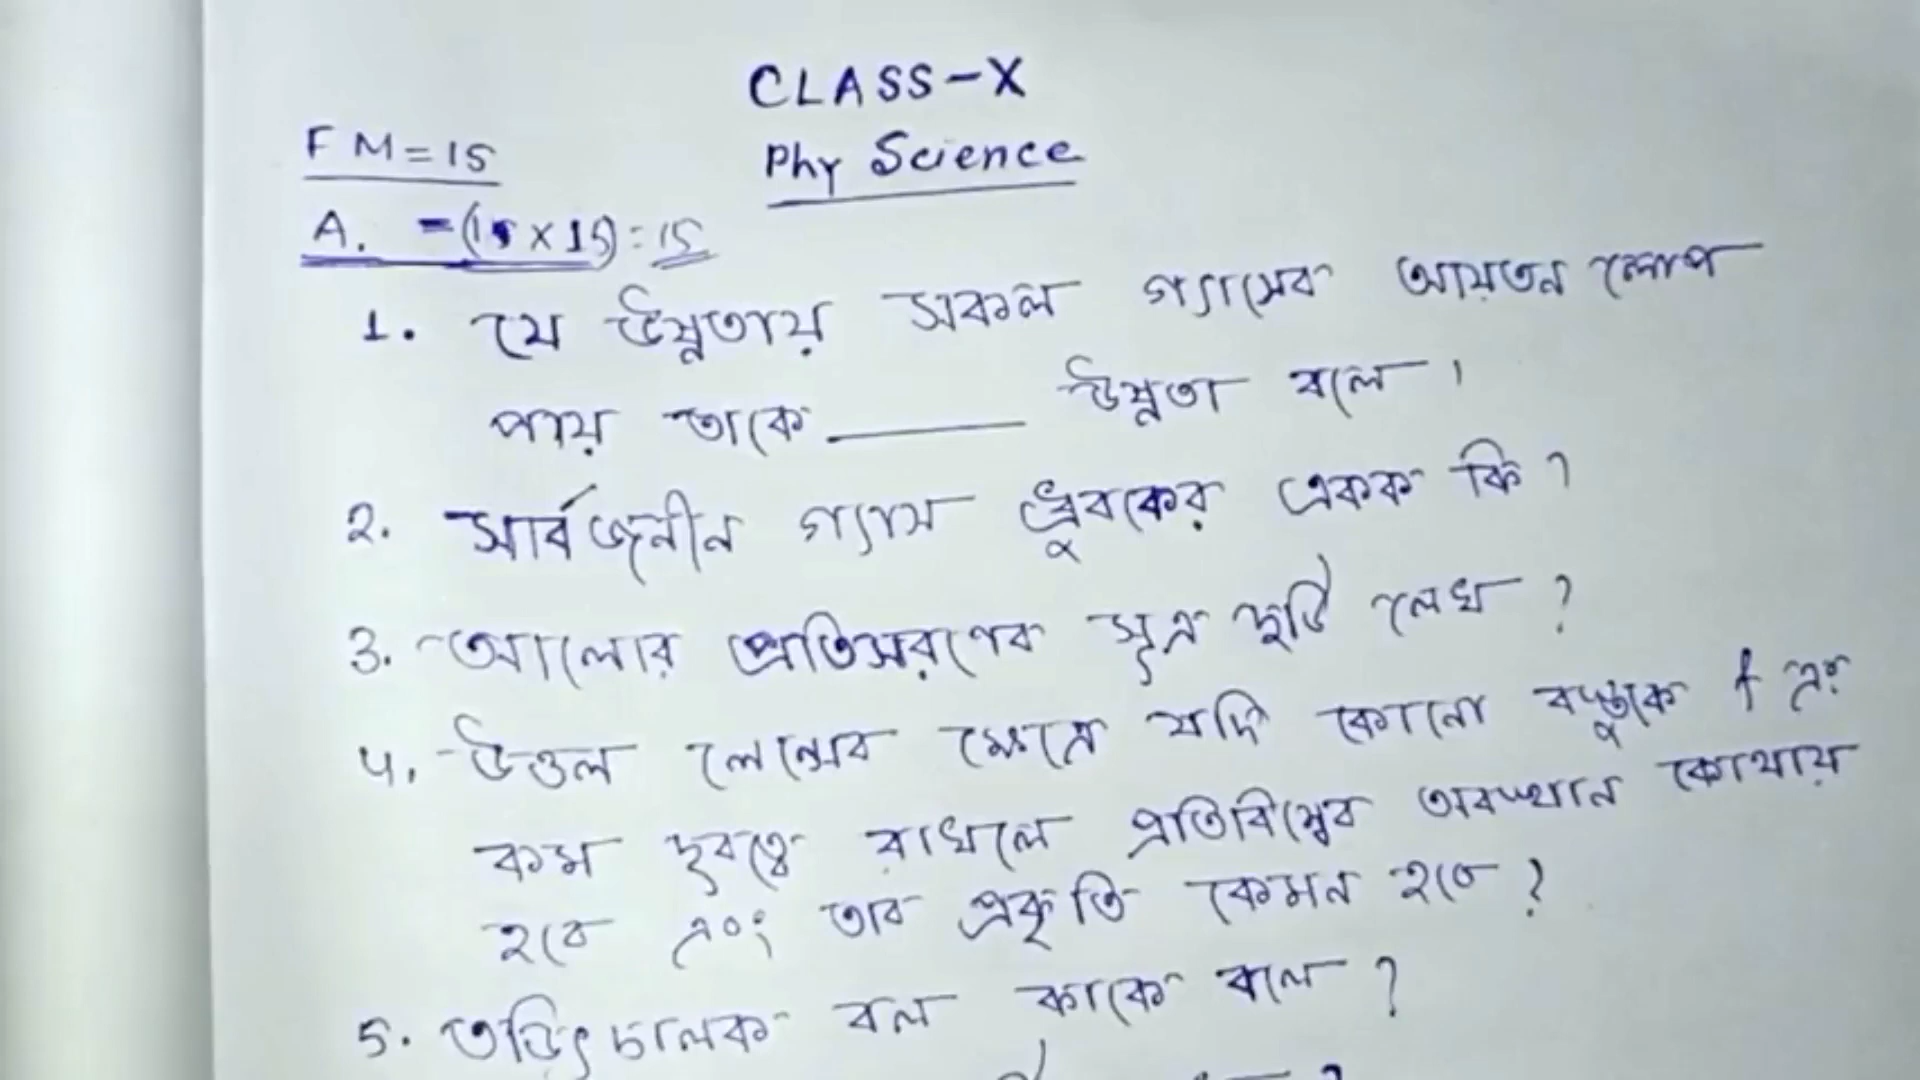 CLASS-X
FM=15
Phy Science
A. =(1×15)=15
1. যে উষ্ণতায় সকল গ্যাসের আয়তন লোপ
পায় তাকে ______ উষ্ণতা বলে।
2. সার্বজনীন গ্যাস ধ্রুবকের একক কি?
3. আলোর প্রতিসরণের সূত্র দুটি লেখ?
4. উত্তল লেন্সের ক্ষেত্রে যদি কোনো বস্তুকে f এর
কম দূরত্বে রাখলে প্রতিবিম্বের অবস্থান কোথায়
হবে এবং তার প্রকৃতি কেমন হবে?
5. তড়িৎচালক বল কাকে বলে?